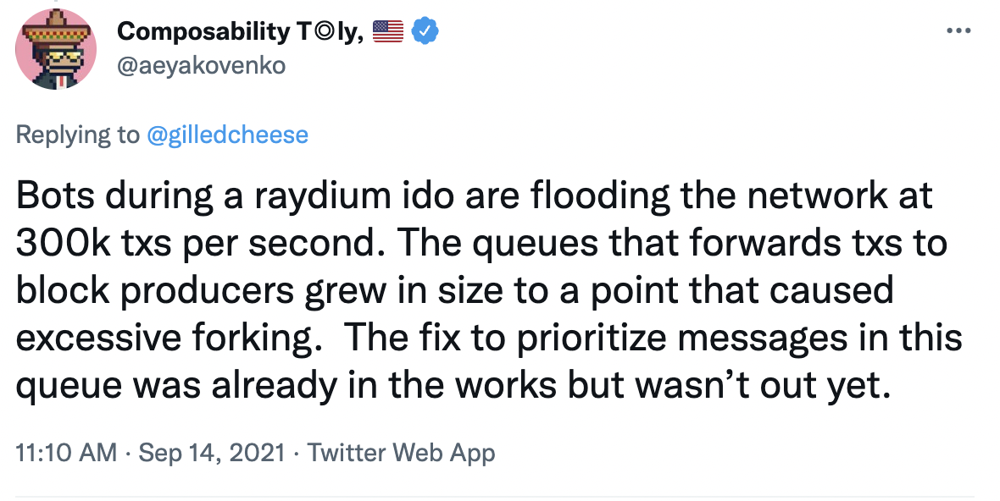 Composability T◎ly, 🇺🇸
@aeyakovenko
Replying to @gilledcheese
Bots during a raydium ido are flooding the network at
300k txs per second. The queues that forwards txs to
block producers grew in size to a point that caused
excessive forking.  The fix to prioritize messages in this
queue was already in the works but wasn’t out yet.
11:10 AM · Sep 14, 2021 · Twitter Web App